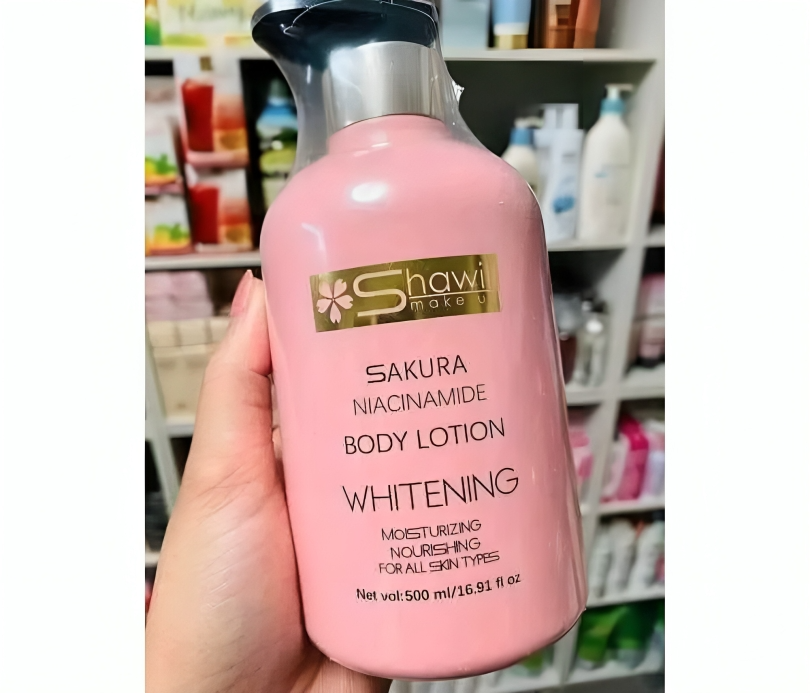 Shawi
make u
SAKURA
NIACINAMIDE
BODY LOTION
WHITENING
MOISTURIZING
NOURISHING
FOR ALL SKIN TYPES
Net vol:500 ml/16.91 fl oz